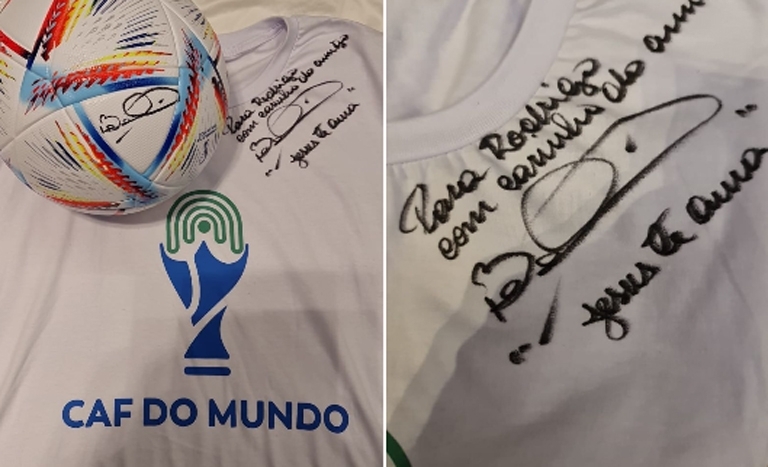 Para Rodrigo
com carinho do amigo
"Jesus te ama"
CAF DO MUNDO
Para Rodrigo
com carinho do ami
"Jesus te ama"